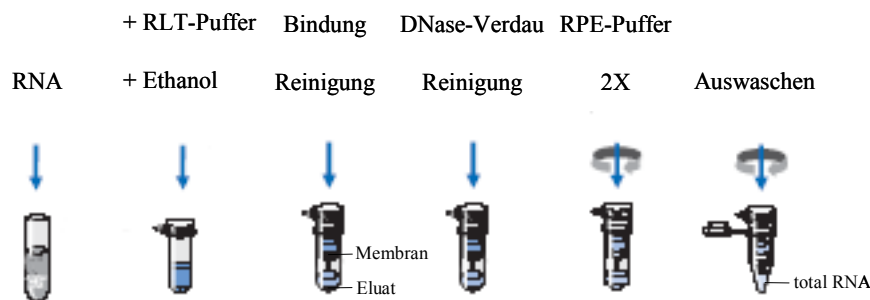 + RLT-Puffer Bindung DNase-Verdau RPE-Puffer
RNA + Ethanol Reinigung Reinigung 2X Auswaschen
Membran
Eluat
total RNA